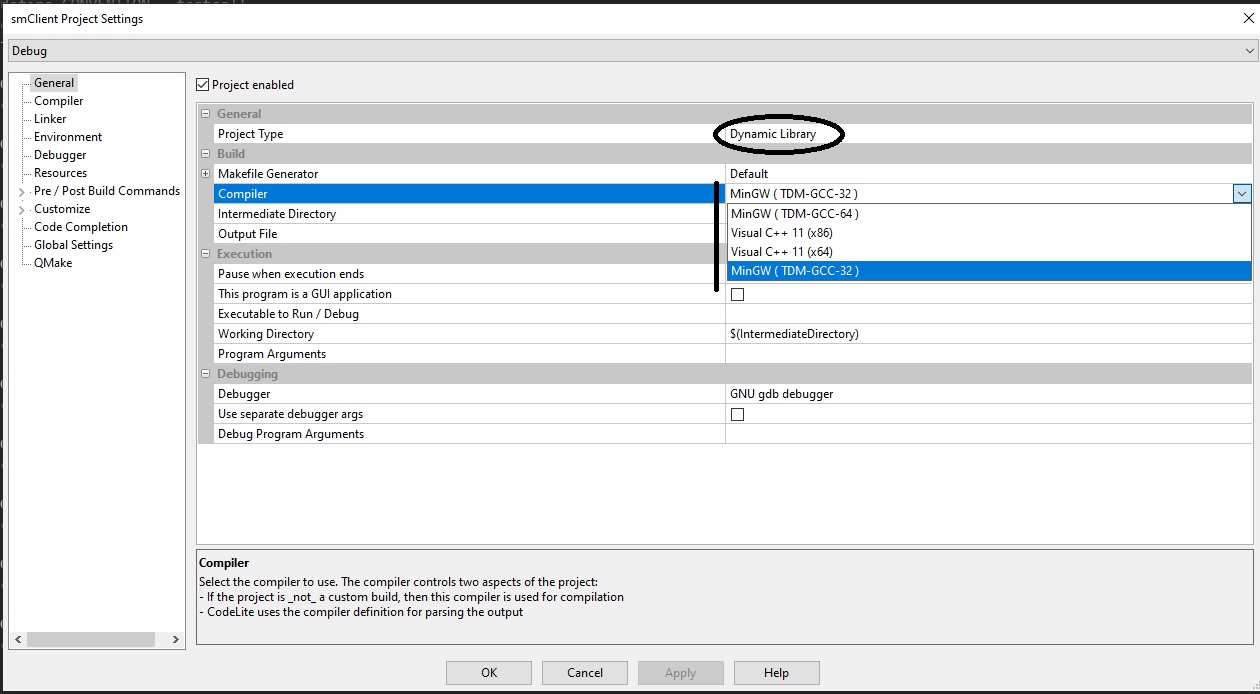 smClient Project Settings
Debug
General
Compiler
Linker
Environment
Debugger
Resources
Pre / Post Build Commands
Customize
Code Completion
Global Settings
QMake
Project enabled
General
Project Type Dynamic Library
Build
Makefile Generator Default
Compiler MinGW ( TDM-GCC-32 )
Intermediate Directory MinGW ( TDM-GCC-64 )
Output File Visual C++ 11 (x86)
Execution Visual C++ 11 (x64)
Pause when execution ends MinGW ( TDM-GCC-32 )
This program is a GUI application
Executable to Run / Debug
Working Directory $(IntermediateDirectory)
Program Arguments
Debugging
Debugger GNU gdb debugger
Use separate debugger args
Debug Program Arguments
Compiler
Select the compiler to use. The compiler controls two aspects of the project:
- If the project is _not_ a custom build, then this compiler is used for compilation
- CodeLite uses the compiler definition for parsing the output
OK Cancel Apply Help